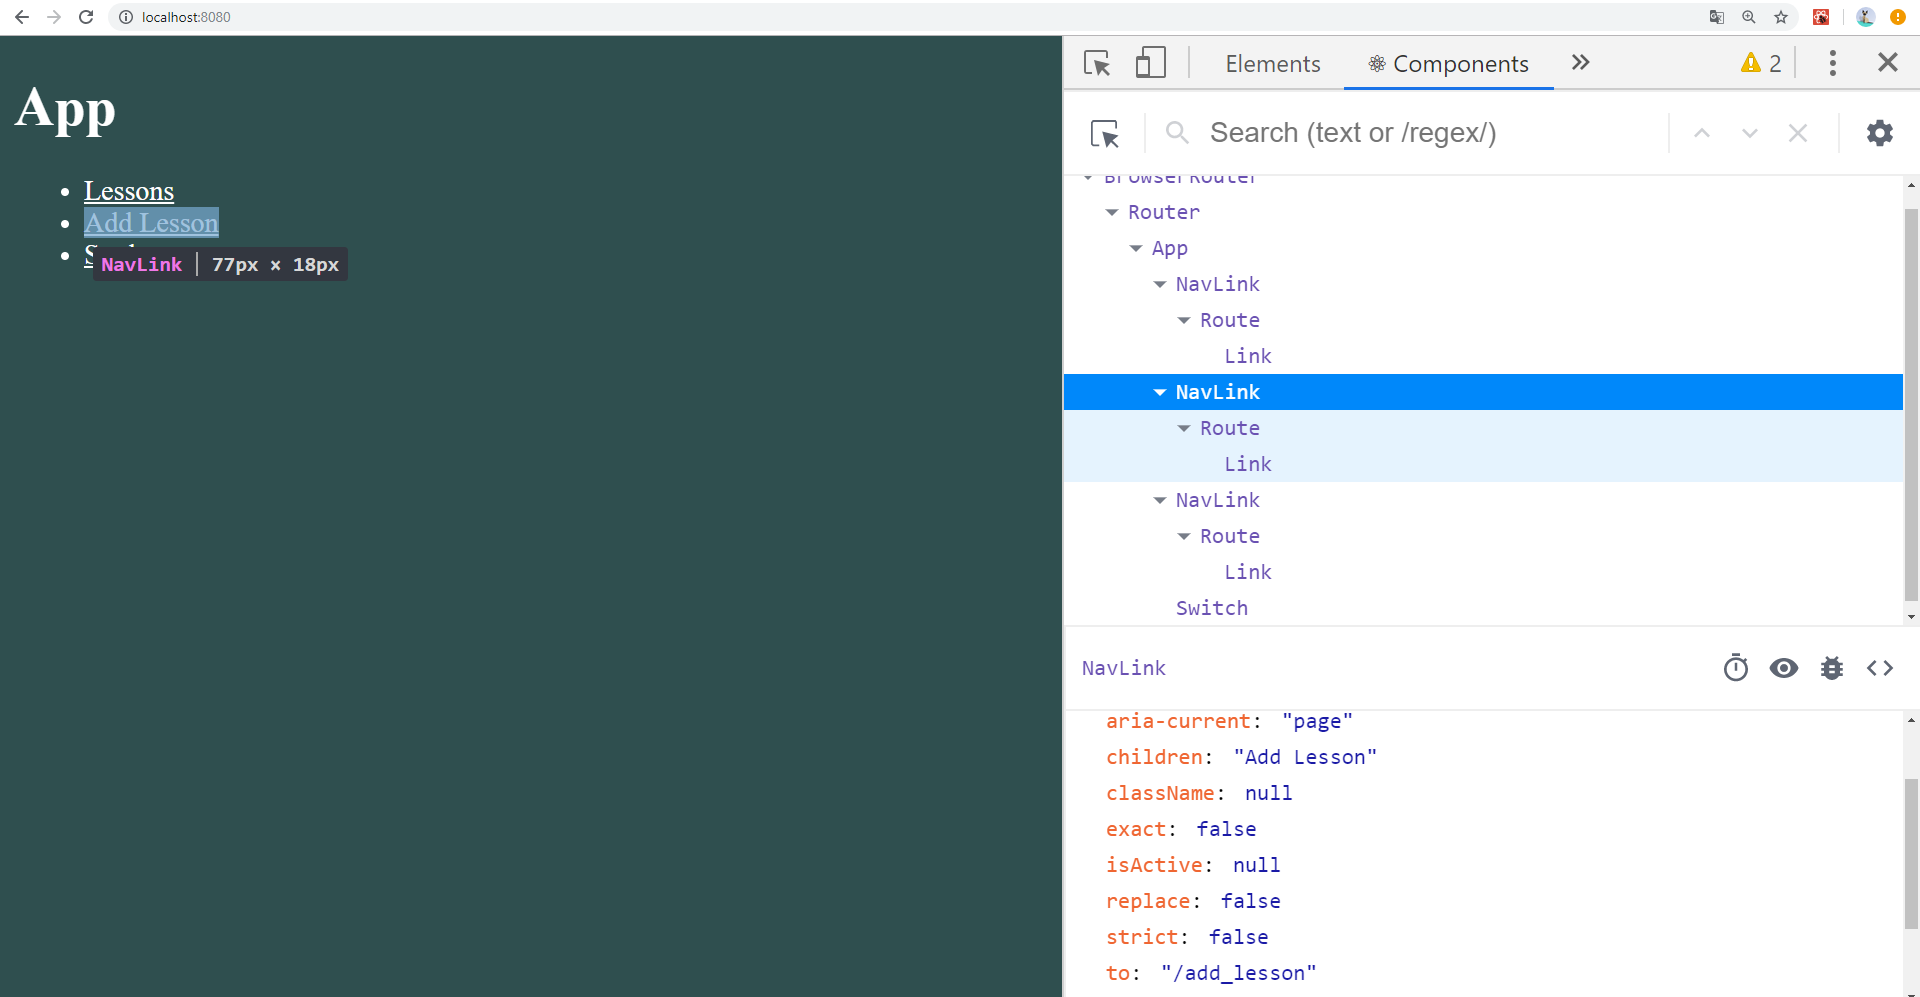 localhost:8080
App
Lessons
Add Lesson
NavLink 77px × 18px
Elements Components 2
Search (text or /regex/)
BrowserRouter
Router
App
NavLink
Route
Link
NavLink
Route
Link
NavLink
Route
Link
Switch
NavLink
aria-current: "page"
children: "Add Lesson"
className: null
exact: false
isActive: null
replace: false
strict: false
to: "/add_lesson"